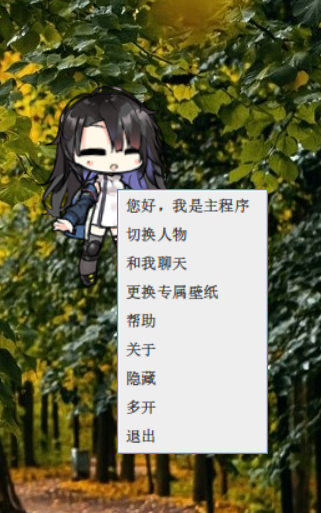 您好，我是主程序
切换人物
和我聊天
更换专属壁纸
帮助
关于
隐藏
多开
退出